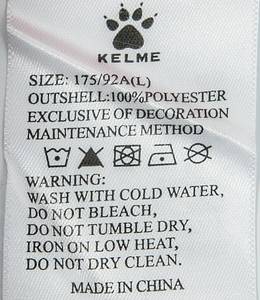 KELME
SIZE: 175/92A(L)
OUTSHELL:100%POLYESTER
EXCLUSIVE OF DECORATION
MAINTENANCE METHOD
WARNING:
WASH WITH COLD WATER,
DO NOT BLEACH,
DO NOT TUMBLE DRY,
IRON ON LOW HEAT,
DO NOT DRY CLEAN.
MADE IN CHINA